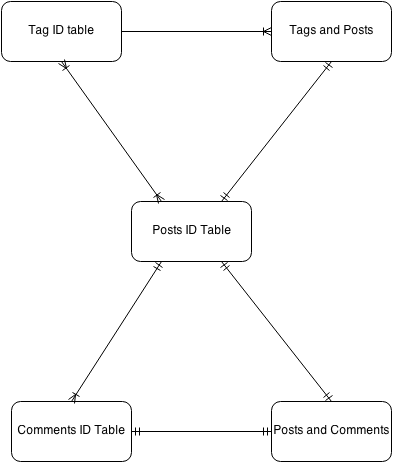 Tag ID table
Tags and Posts
Posts ID Table
Comments ID Table
Posts and Comments